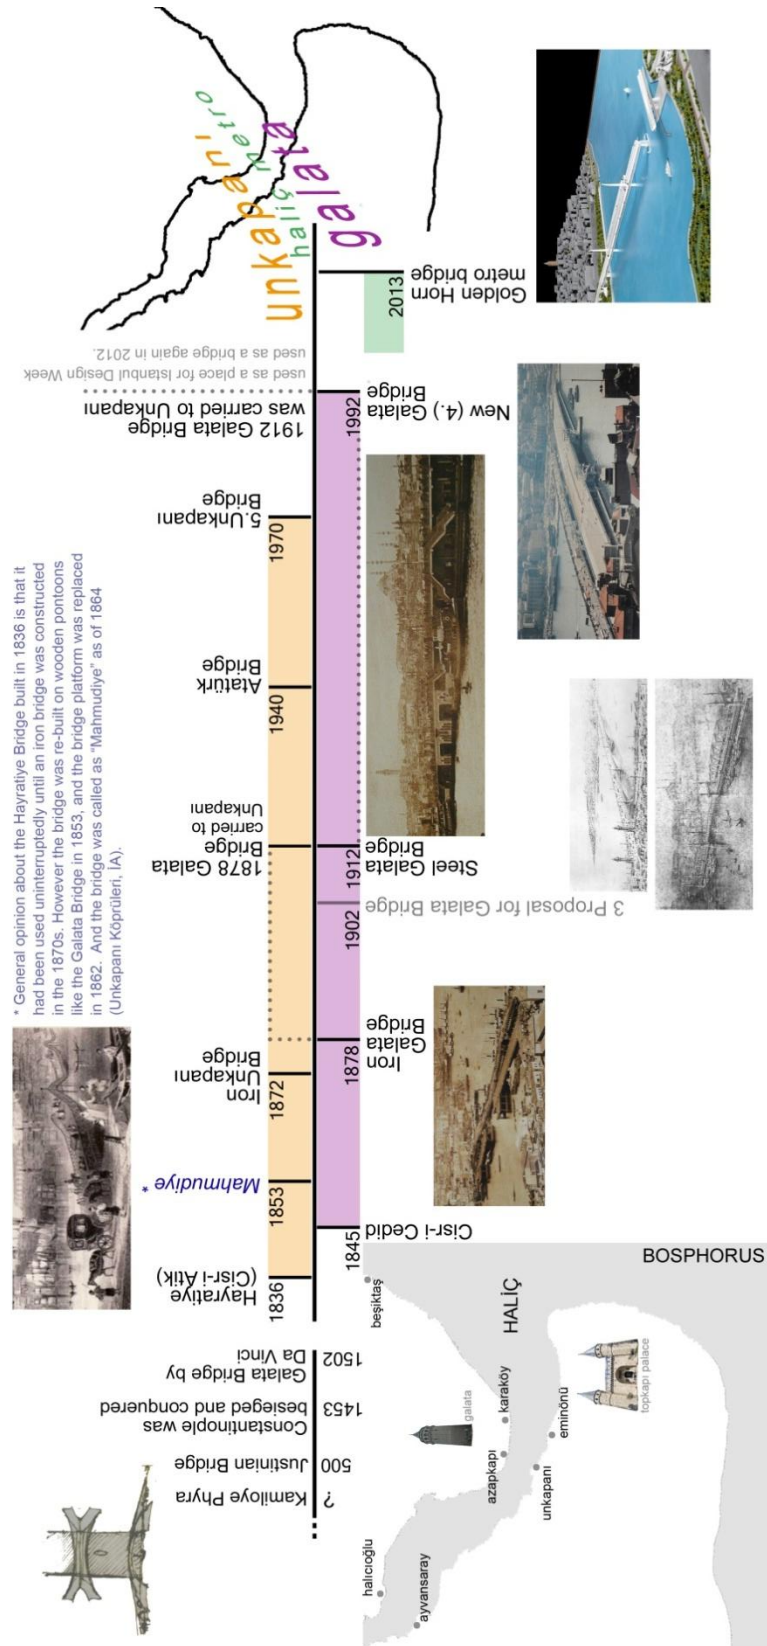 ? Kamiloye Phyra
500 Justinian Bridge
1453 Constantinople was
besieged and conquered
1502 Galata Bridge by
Da Vinci
1836
Hayratiye
(Cisr-i Atik)
1845
Cisr-i Cedid
1853
Mahmudiye *
1872
Iron
Unkapanı
Bridge
1878
Iron
Galata
Bridge
1902
3 Proposal for Galata Bridge
1912
Steel Galata
Bridge
1878 Galata
Bridge
carried to
Unkapanı
1940
Atatürk
Bridge
1970
5.Unkapanı
Bridge
1992
New (4.) Galata
Bridge
1912 Galata Bridge
was carried to Unkapanı
used as a place for Istanbul Design Week
used as a bridge again in 2012.
2013
Golden Horn
metro bridge
unkapanı
haliç metro
galata
* General opinion about the Hayratiye Bridge built in 1836 is that it
had been used uninterruptedly until an iron bridge was constructed
in the 1870s. However the bridge was re-built on wooden pontoons
like the Galata Bridge in 1853, and the bridge platform was replaced
in 1862. And the bridge was called as "Mahmudiye" as of 1864
(Unkapanı Köprüleri, İA).
BOSPHORUS
HALİÇ
beşiktaş
galata
karaköy
azapkapı
eminönü
unkapanı
topkapı palace
halıcıoğlu
ayvansaray